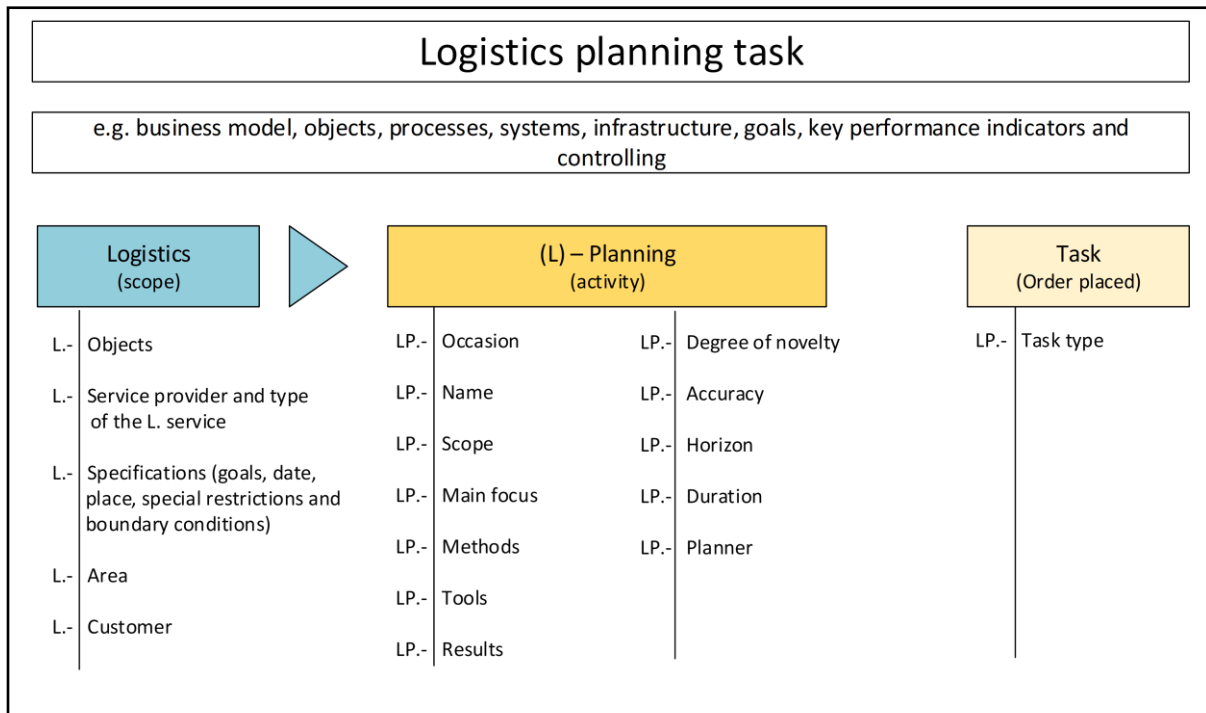 Logistics planning task
e.g. business model, objects, processes, systems, infrastructure, goals, key performance indicators and
controlling
Logistics
(scope)
L.- Objects
L.- Service provider and type
of the L. service
L.- Specifications (goals, date,
place, special restrictions and
boundary conditions)
L.- Area
L.- Customer
(L) – Planning
(activity)
LP.- Occasion
LP.- Name
LP.- Scope
LP.- Main focus
LP.- Methods
LP.- Tools
LP.- Results
LP.- Degree of novelty
LP.- Accuracy
LP.- Horizon
LP.- Duration
LP.- Planner
Task
(Order placed)
LP.- Task type